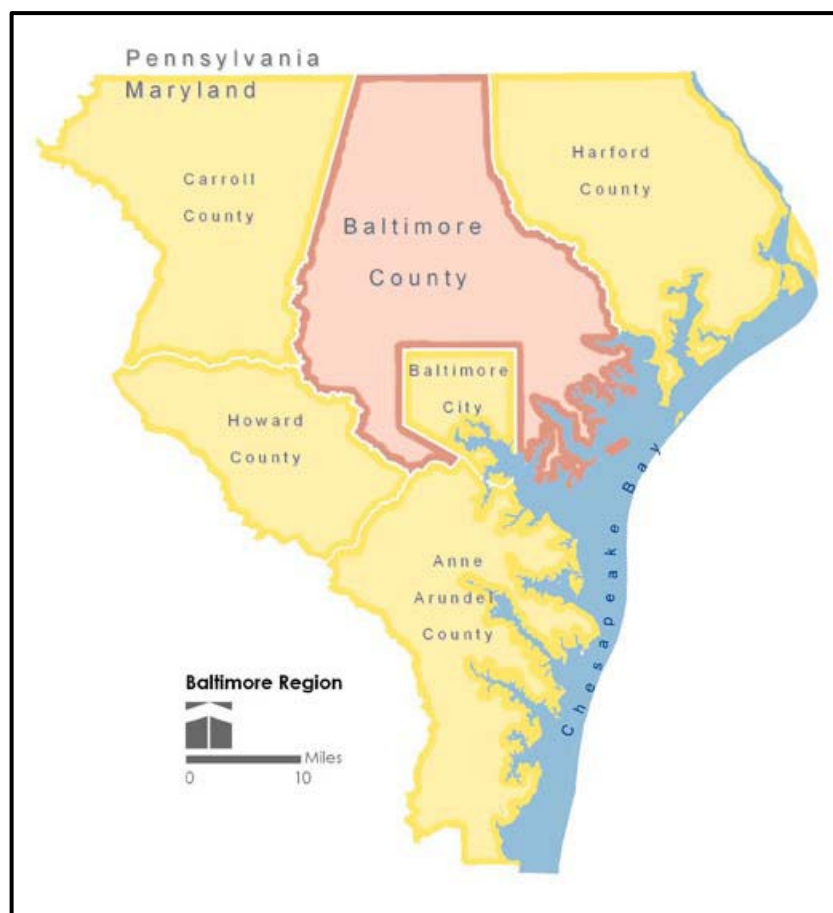 Pennsylvania
Maryland
Harford
County
Carroll
County
Baltimore
County
Baltimore
City
Howard
County
Anne
Arundel
County
Chesapeake Bay
Baltimore Region
Miles
0 10